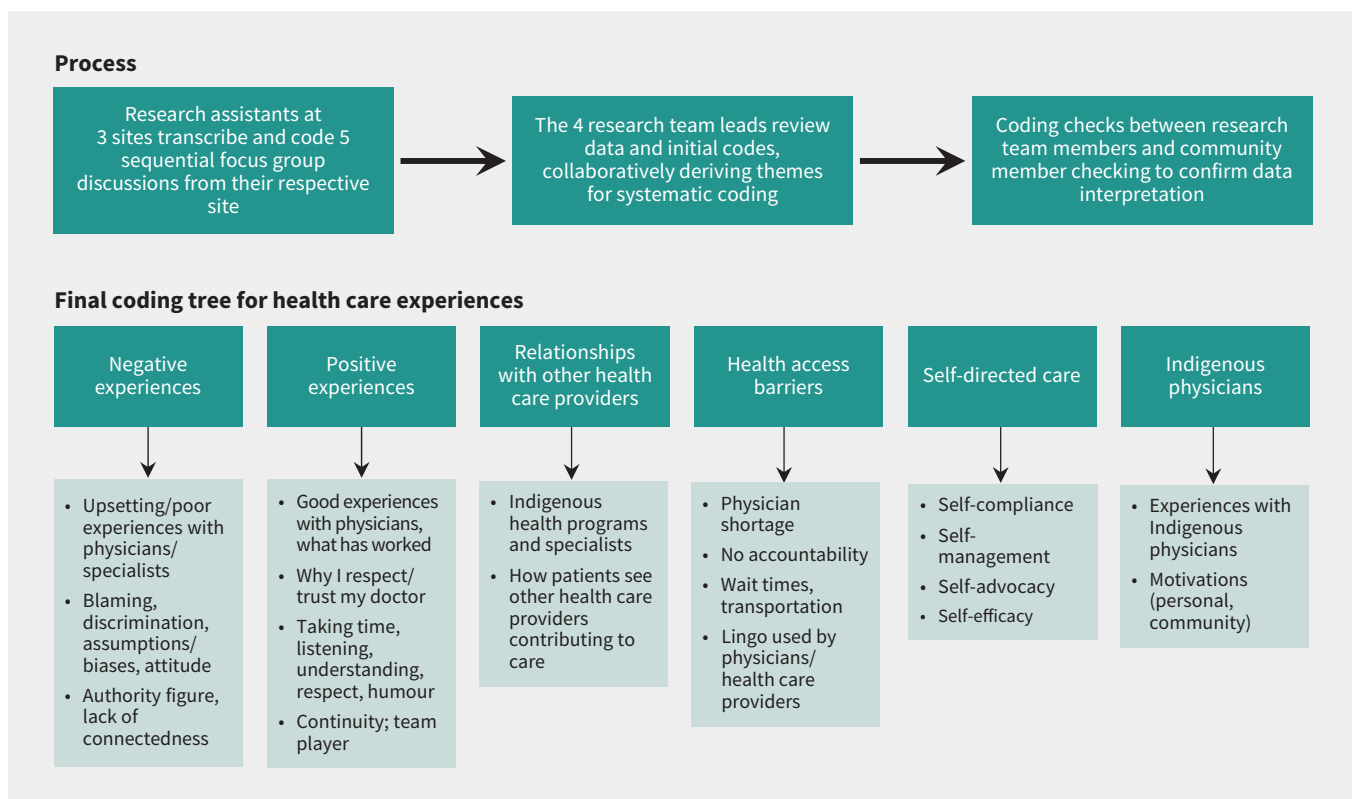 Process
Research assistants at
3 sites transcribe and code 5
sequential focus group
discussions from their respective
site
The 4 research team leads review
data and initial codes,
collaboratively deriving themes
for systematic coding
Coding checks between research
team members and community
member checking to confirm data
interpretation
Final coding tree for health care experiences
Negative
experiences
Positive
experiences
Relationships
with other health
care providers
Health access
barriers
Self-directed care
Indigenous
physicians
• Upsetting/poor
experiences with
physicians/
specialists
• Blaming,
discrimination,
assumptions/
biases, attitude
• Authority figure,
lack of
connectedness
• Good experiences
with physicians,
what has worked
• Why I respect/
trust my doctor
• Taking time,
listening,
understanding,
respect, humour
• Continuity; team
player
• Indigenous
health programs
and specialists
• How patients see
other health care
providers
contributing to
care
• Physician
shortage
• No accountability
• Wait times,
transportation
• Lingo used by
physicians/
health care
providers
• Self-compliance
• Self-
management
• Self-advocacy
• Self-efficacy
• Experiences with
Indigenous
physicians
• Motivations
(personal,
community)